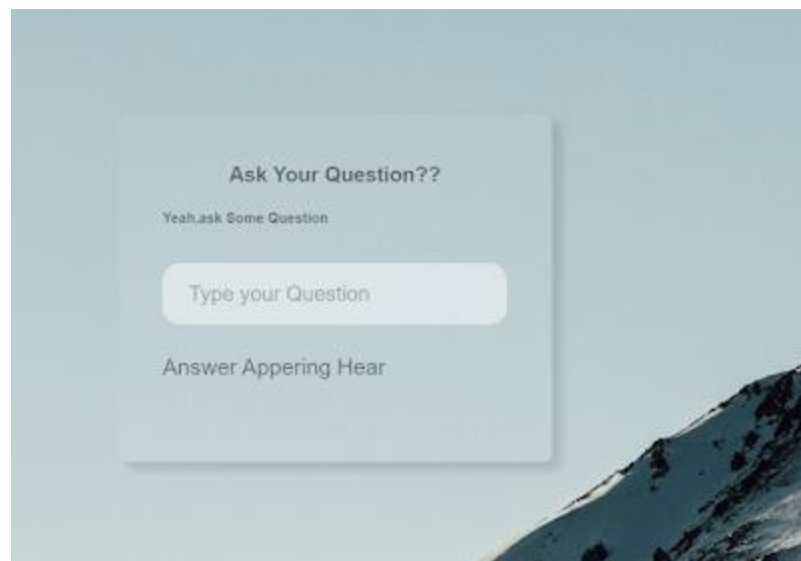 Ask Your Question??
Yeah,ask Some Question
Type your Question
Answer Appering Hear